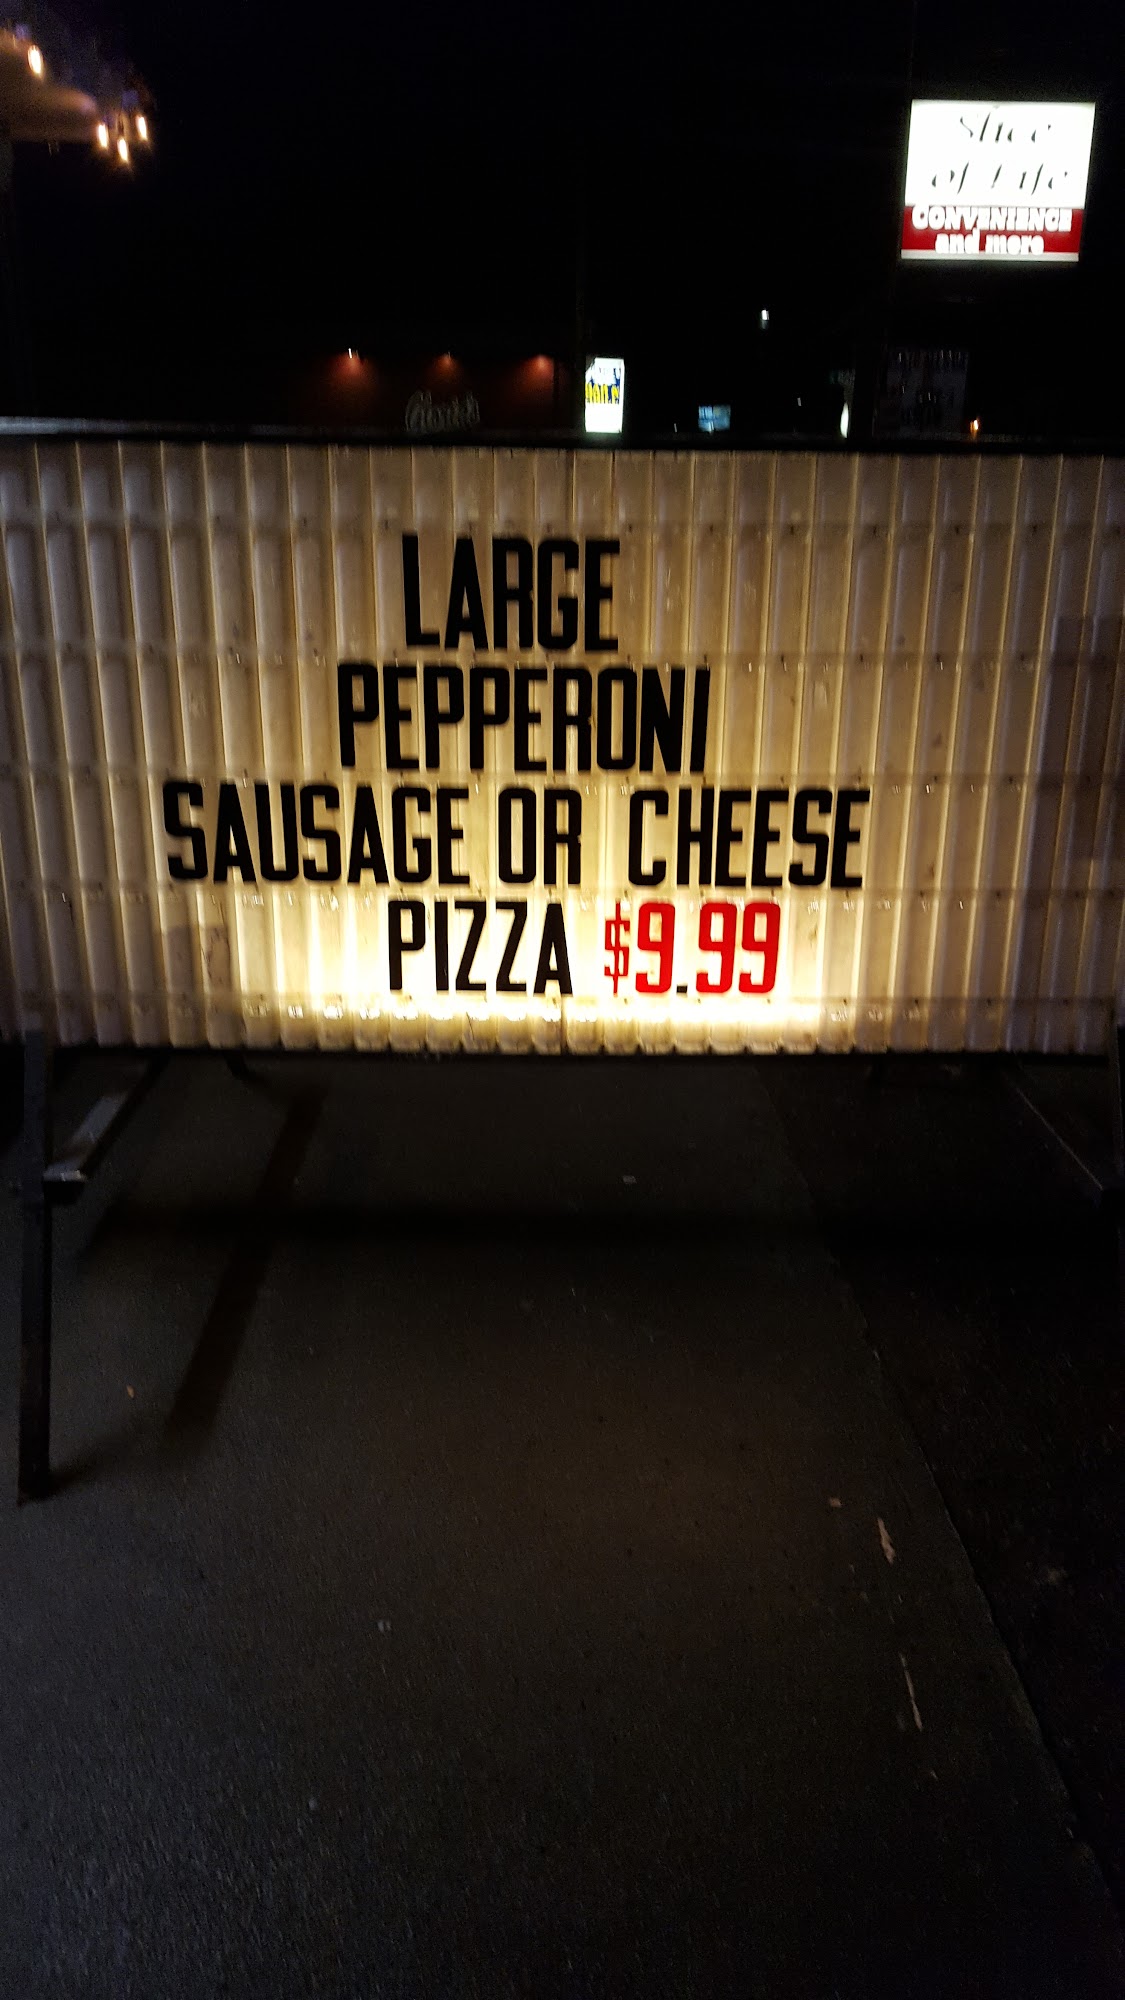 Slice
of Life
CONVENIENCE
and more
LARGE
PEPPERONI
SAUSAGE OR CHEESE
PIZZA $9.99